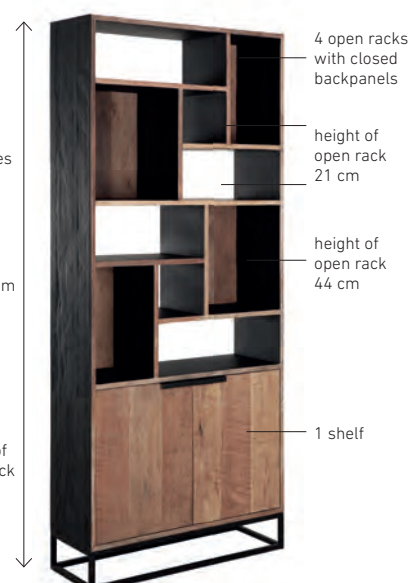 4 open racks
with closed
backpanels
height of
open rack
21 cm
height of
open rack
44 cm
1 shelf